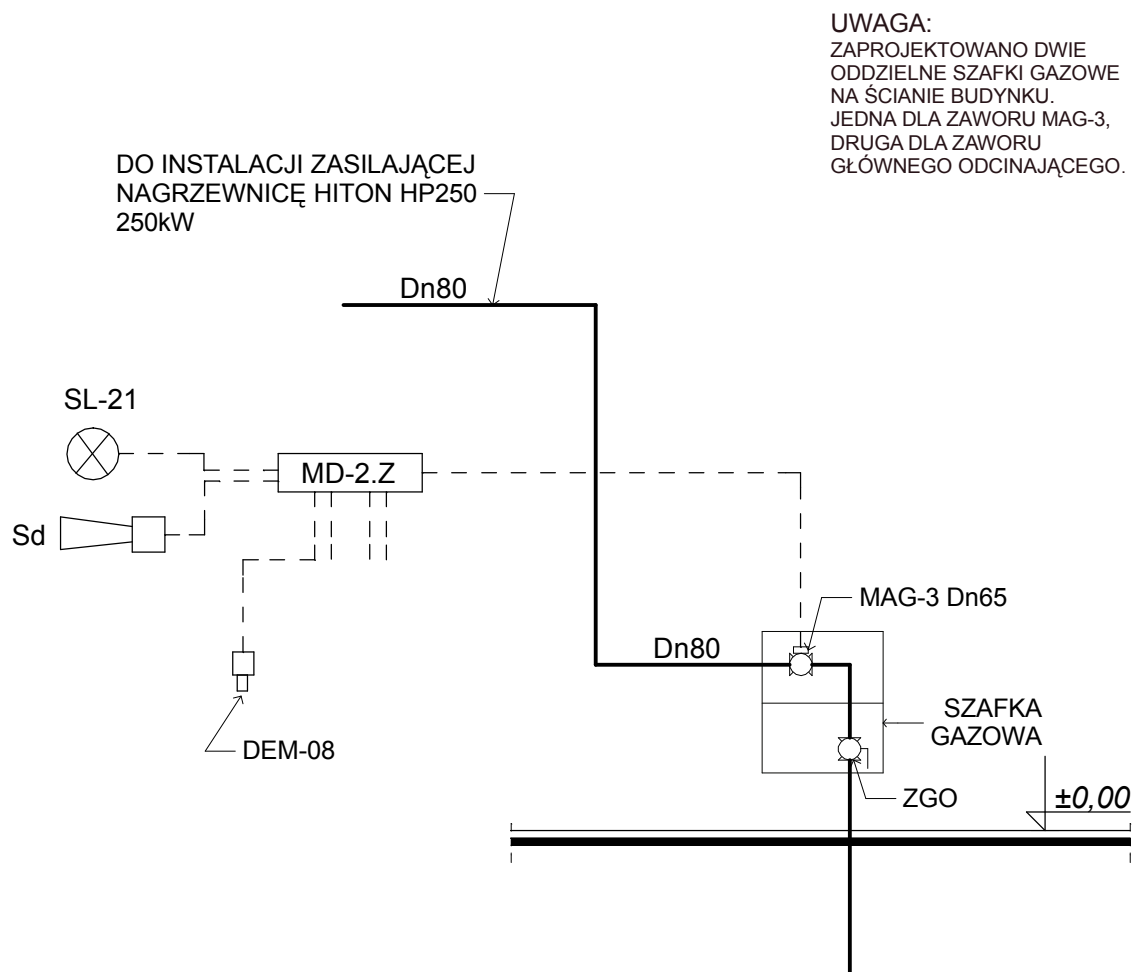 UWAGA:
ZAPROJEKTOWANO DWIE
ODDZIELNE SZAFKI GAZOWE
NA ŚCIANIE BUDYNKU.
JEDNA DLA ZAWORU MAG-3,
DRUGA DLA ZAWORU
GŁÓWNEGO ODCINAJĄCEGO.
DO INSTALACJI ZASILAJĄCEJ
NAGRZEWNICĘ HITON HP250
250kW
Dn80
SL-21
MD-2.Z
Sd
MAG-3 Dn65
Dn80
DEM-08
SZAFKA
GAZOWA
ZGO
±0,00